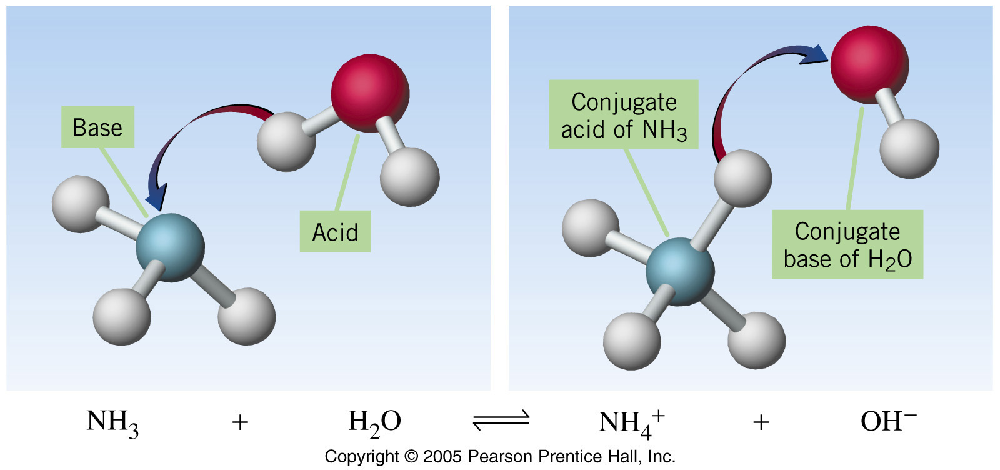 Base
Acid
Conjugate
acid of NH₃
Conjugate
base of H₂O
NH₃ + H₂O ⇌ NH₄⁺ + OH⁻
Copyright © 2005 Pearson Prentice Hall, Inc.